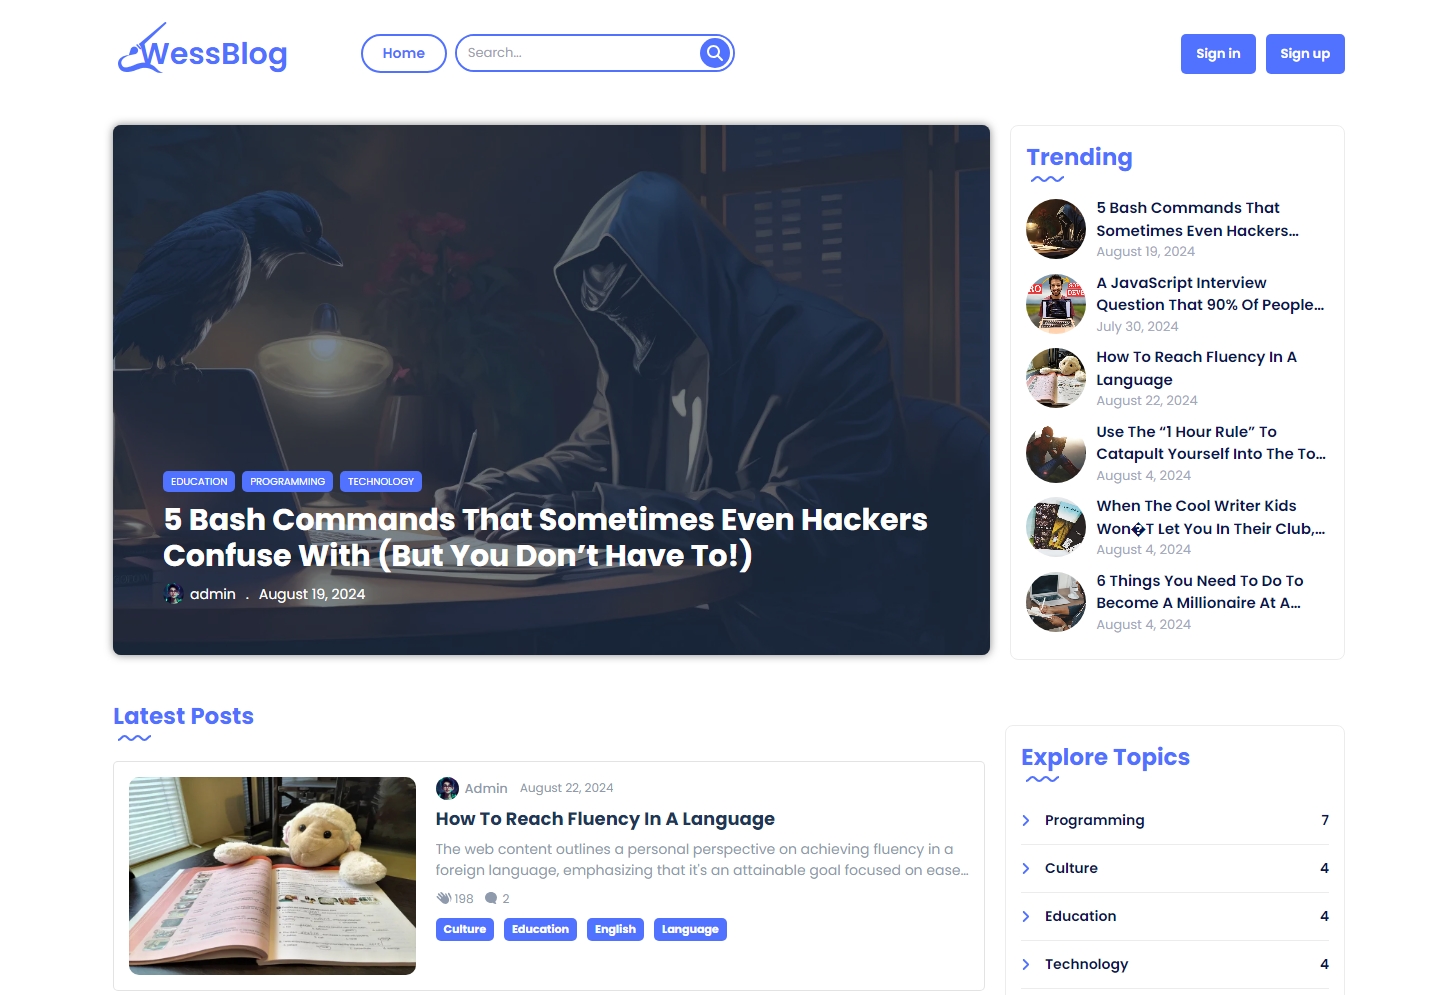 WessBlog
Home
Search...
Sign in
Sign up
EDUCATION PROGRAMMING TECHNOLOGY
5 Bash Commands That Sometimes Even Hackers
Confuse With (But You Don’t Have To!)
admin . August 19, 2024
Trending
5 Bash Commands That
Sometimes Even Hackers...
August 19, 2024
A JavaScript Interview
Question That 90% Of People...
July 30, 2024
How To Reach Fluency In A
Language
August 22, 2024
Use The “1 Hour Rule” To
Catapult Yourself Into The To...
August 4, 2024
When The Cool Writer Kids
Won�T Let You In Their Club,...
August 4, 2024
6 Things You Need To Do To
Become A Millionaire At A...
August 4, 2024
Latest Posts
Admin August 22, 2024
How To Reach Fluency In A Language
The web content outlines a personal perspective on achieving fluency in a
foreign language, emphasizing that it's an attainable goal focused on ease...
198 2
Culture Education English Language
Explore Topics
Programming 7
Culture 4
Education 4
Technology 4